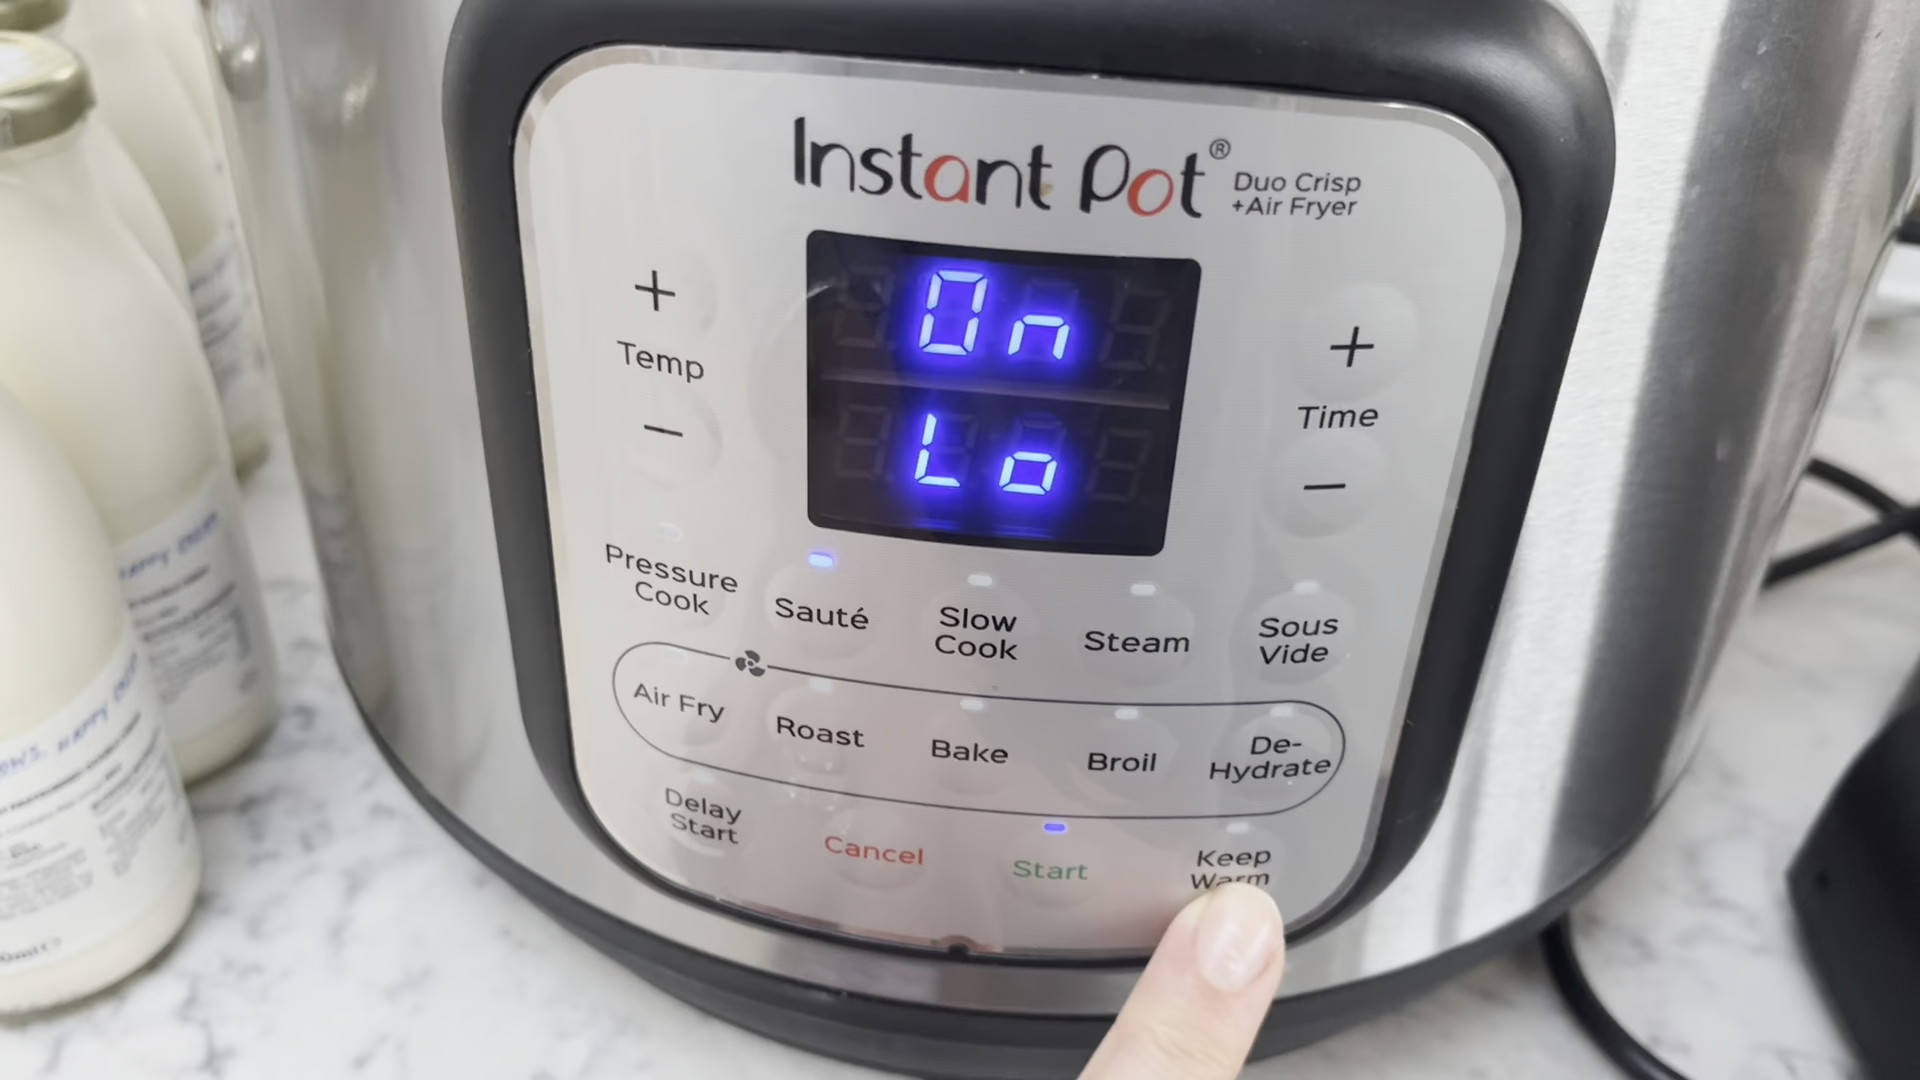 Instant Pot®
Duo Crisp
+Air Fryer
On
Lo
+
Temp
−
+
Time
−
Pressure
Cook
Sauté
Slow
Cook
Steam
Sous
Vide
Air Fry
Roast
Bake
Broil
De-
Hydrate
Delay
Start
Cancel
Start
Keep
Warm
HAPPY